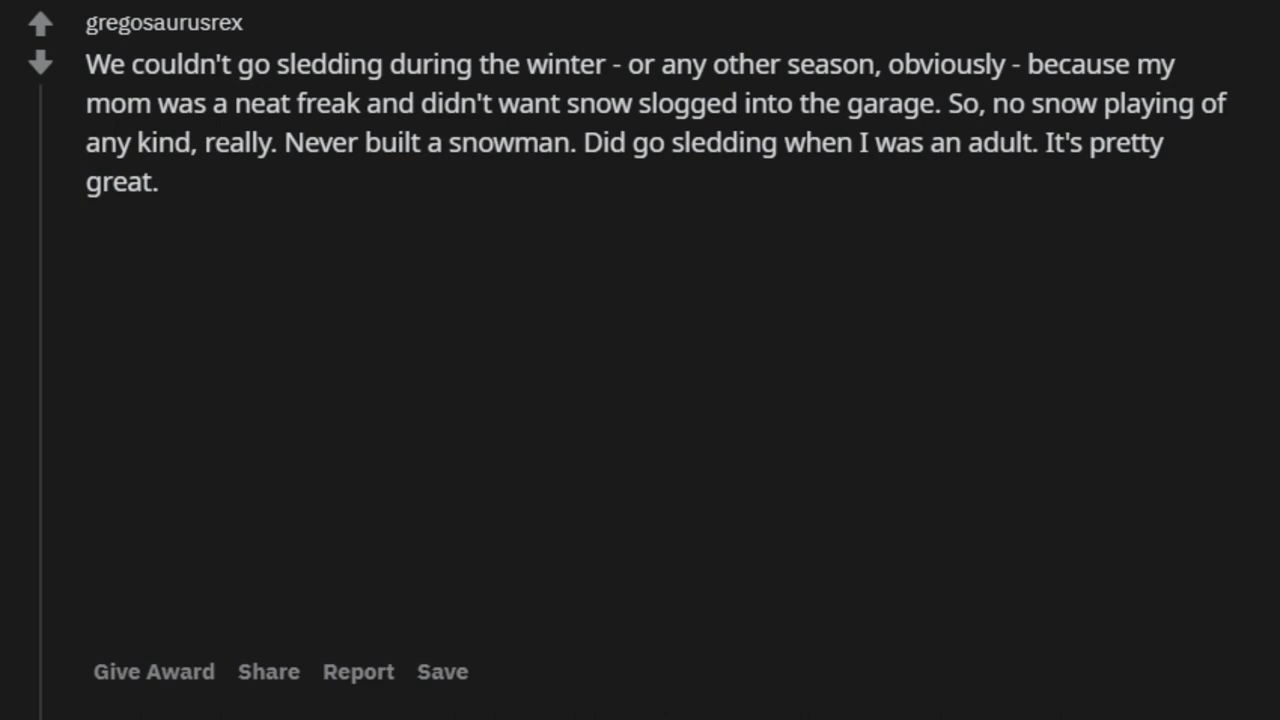 gregosaurusrex
We couldn't go sledding during the winter - or any other season, obviously - because my
mom was a neat freak and didn't want snow slogged into the garage. So, no snow playing of
any kind, really. Never built a snowman. Did go sledding when I was an adult. It's pretty
great.
Give Award Share Report Save